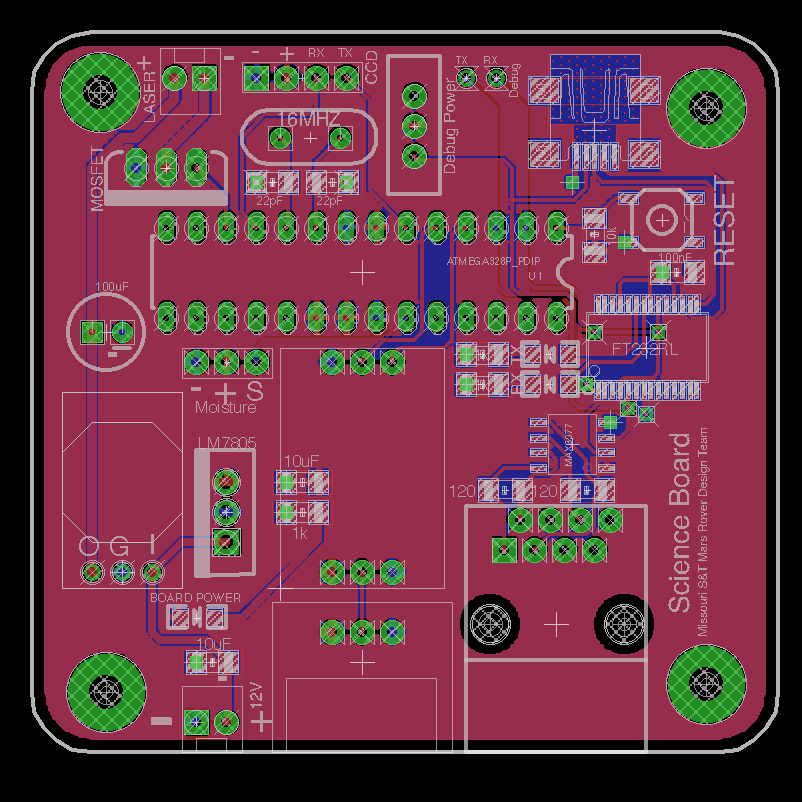 LASER
+
-
-
+
RX
TX
CCD
Debug Power
TX
RX
Debug
16MHZ
MOSFET
22pF
22pF
10k
RESET
100nF
ATMEGA328P_PDIP
U1
100uF
FT232RL
-
+
S
Moisture
LM7805
10uF
1k
120
120
O G I
BOARD POWER
10uF
12V
-
+
Science Board
Missouri S&T Mars Rover Design Team